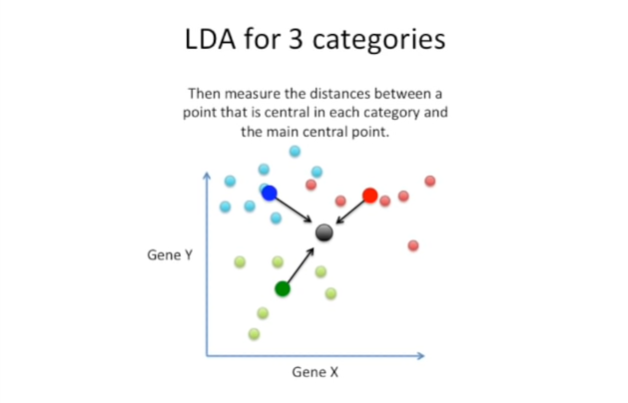 LDA for 3 categories
Then measure the distances between a
point that is central in each category and
the main central point.
Gene Y
Gene X